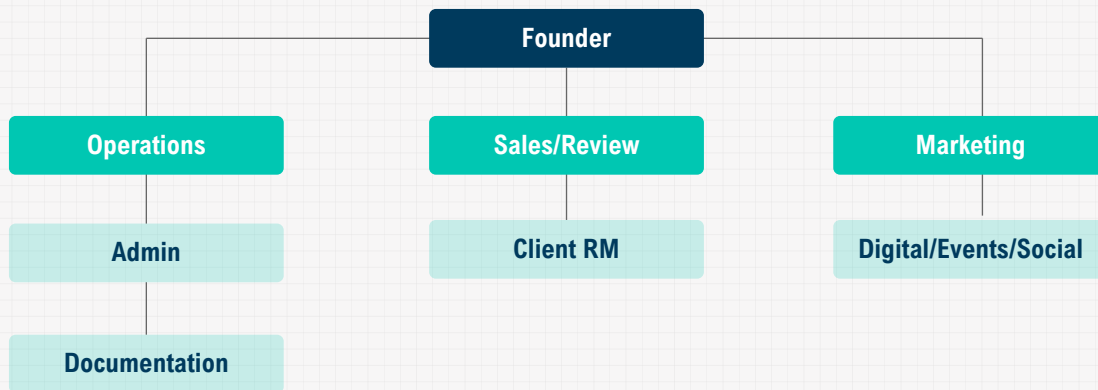 Founder
Operations
Sales/Review
Marketing
Admin
Client RM
Digital/Events/Social
Documentation